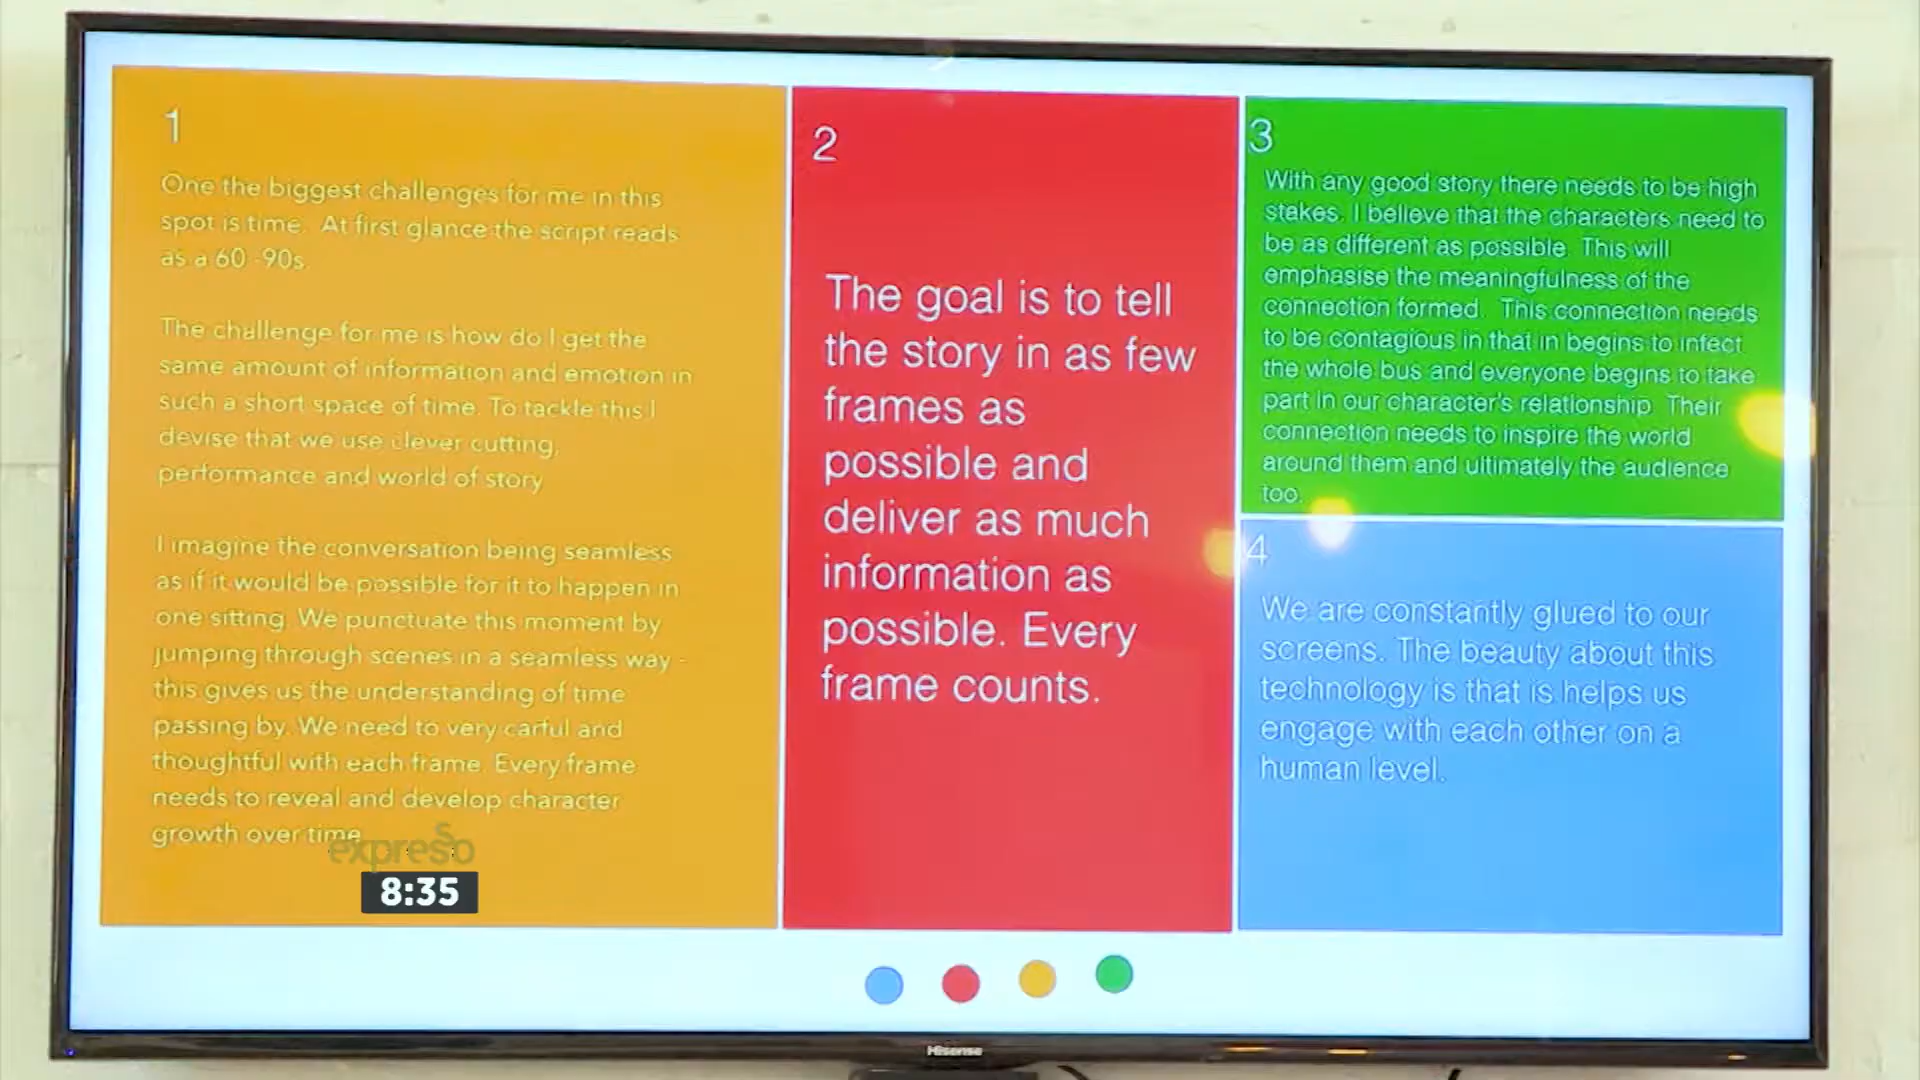 1
One the biggest challenges for me in this
spot is time. At first glance the script reads
as a 60 -90s.
The challenge for me is how do I get the
same amount of information and emotion in
such a short space of time. To tackle this I
devise that we use clever cutting,
performance and world of story
I imagine the conversation being seamless
as if it would be possible for it to happen in
one sitting. We punctuate this moment by
jumping through scenes in a seamless way -
this gives us the understanding of time
passing by. We need to very carful and
thoughtful with each frame. Every frame
needs to reveal and develop character
growth over time
2
The goal is to tell
the story in as few
frames as
possible and
deliver as much
information as
possible. Every
frame counts.
3
With any good story there needs to be high
stakes. I believe that the characters need to
be as different as possible. This will
emphasise the meaningfulness of the
connection formed. This connection needs
to be contagious in that in begins to infect
the whole bus and everyone begins to take
part in our character's relationship. Their
connection needs to inspire the world
around them and ultimately the audience
too.
4
We are constantly glued to our
screens. The beauty about this
technology is that is helps us
engage with each other on a
human level.
expresso
8:35
Hisense